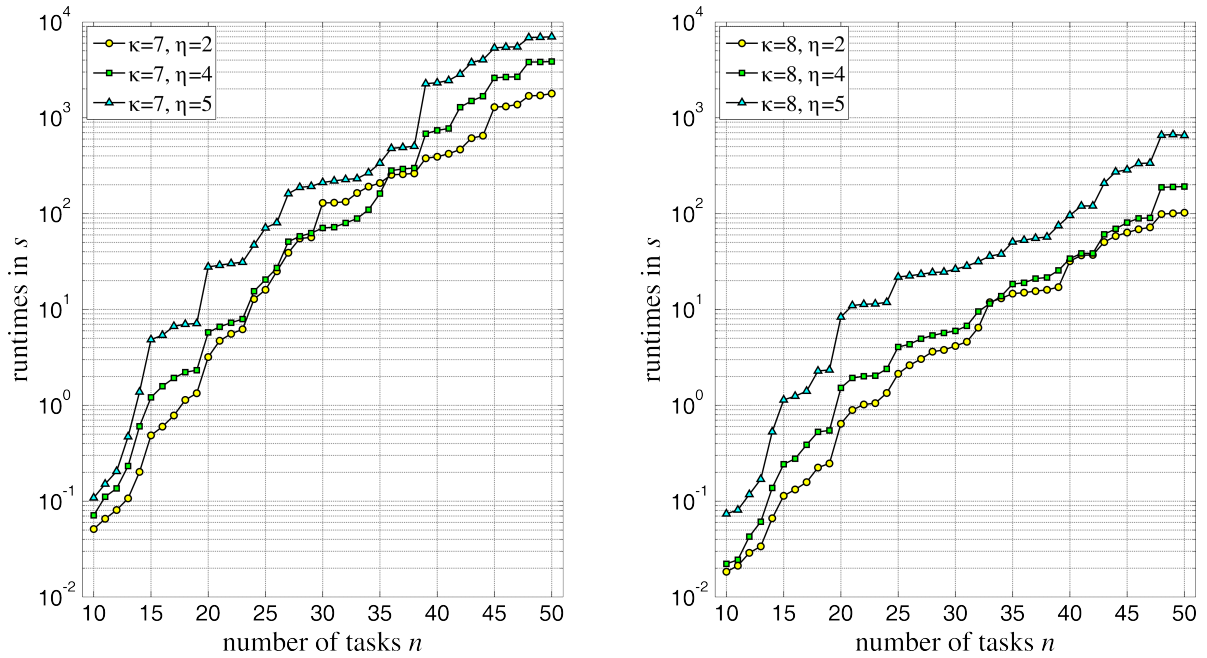 10^4
10^3
10^2
10^1
10^0
10^-1
10^-2
runtimes in s
κ=7, η=2
κ=7, η=4
κ=7, η=5
10 15 20 25 30 35 40 45 50
number of tasks n
10^4
10^3
10^2
10^1
10^0
10^-1
10^-2
runtimes in s
κ=8, η=2
κ=8, η=4
κ=8, η=5
10 15 20 25 30 35 40 45 50
number of tasks n